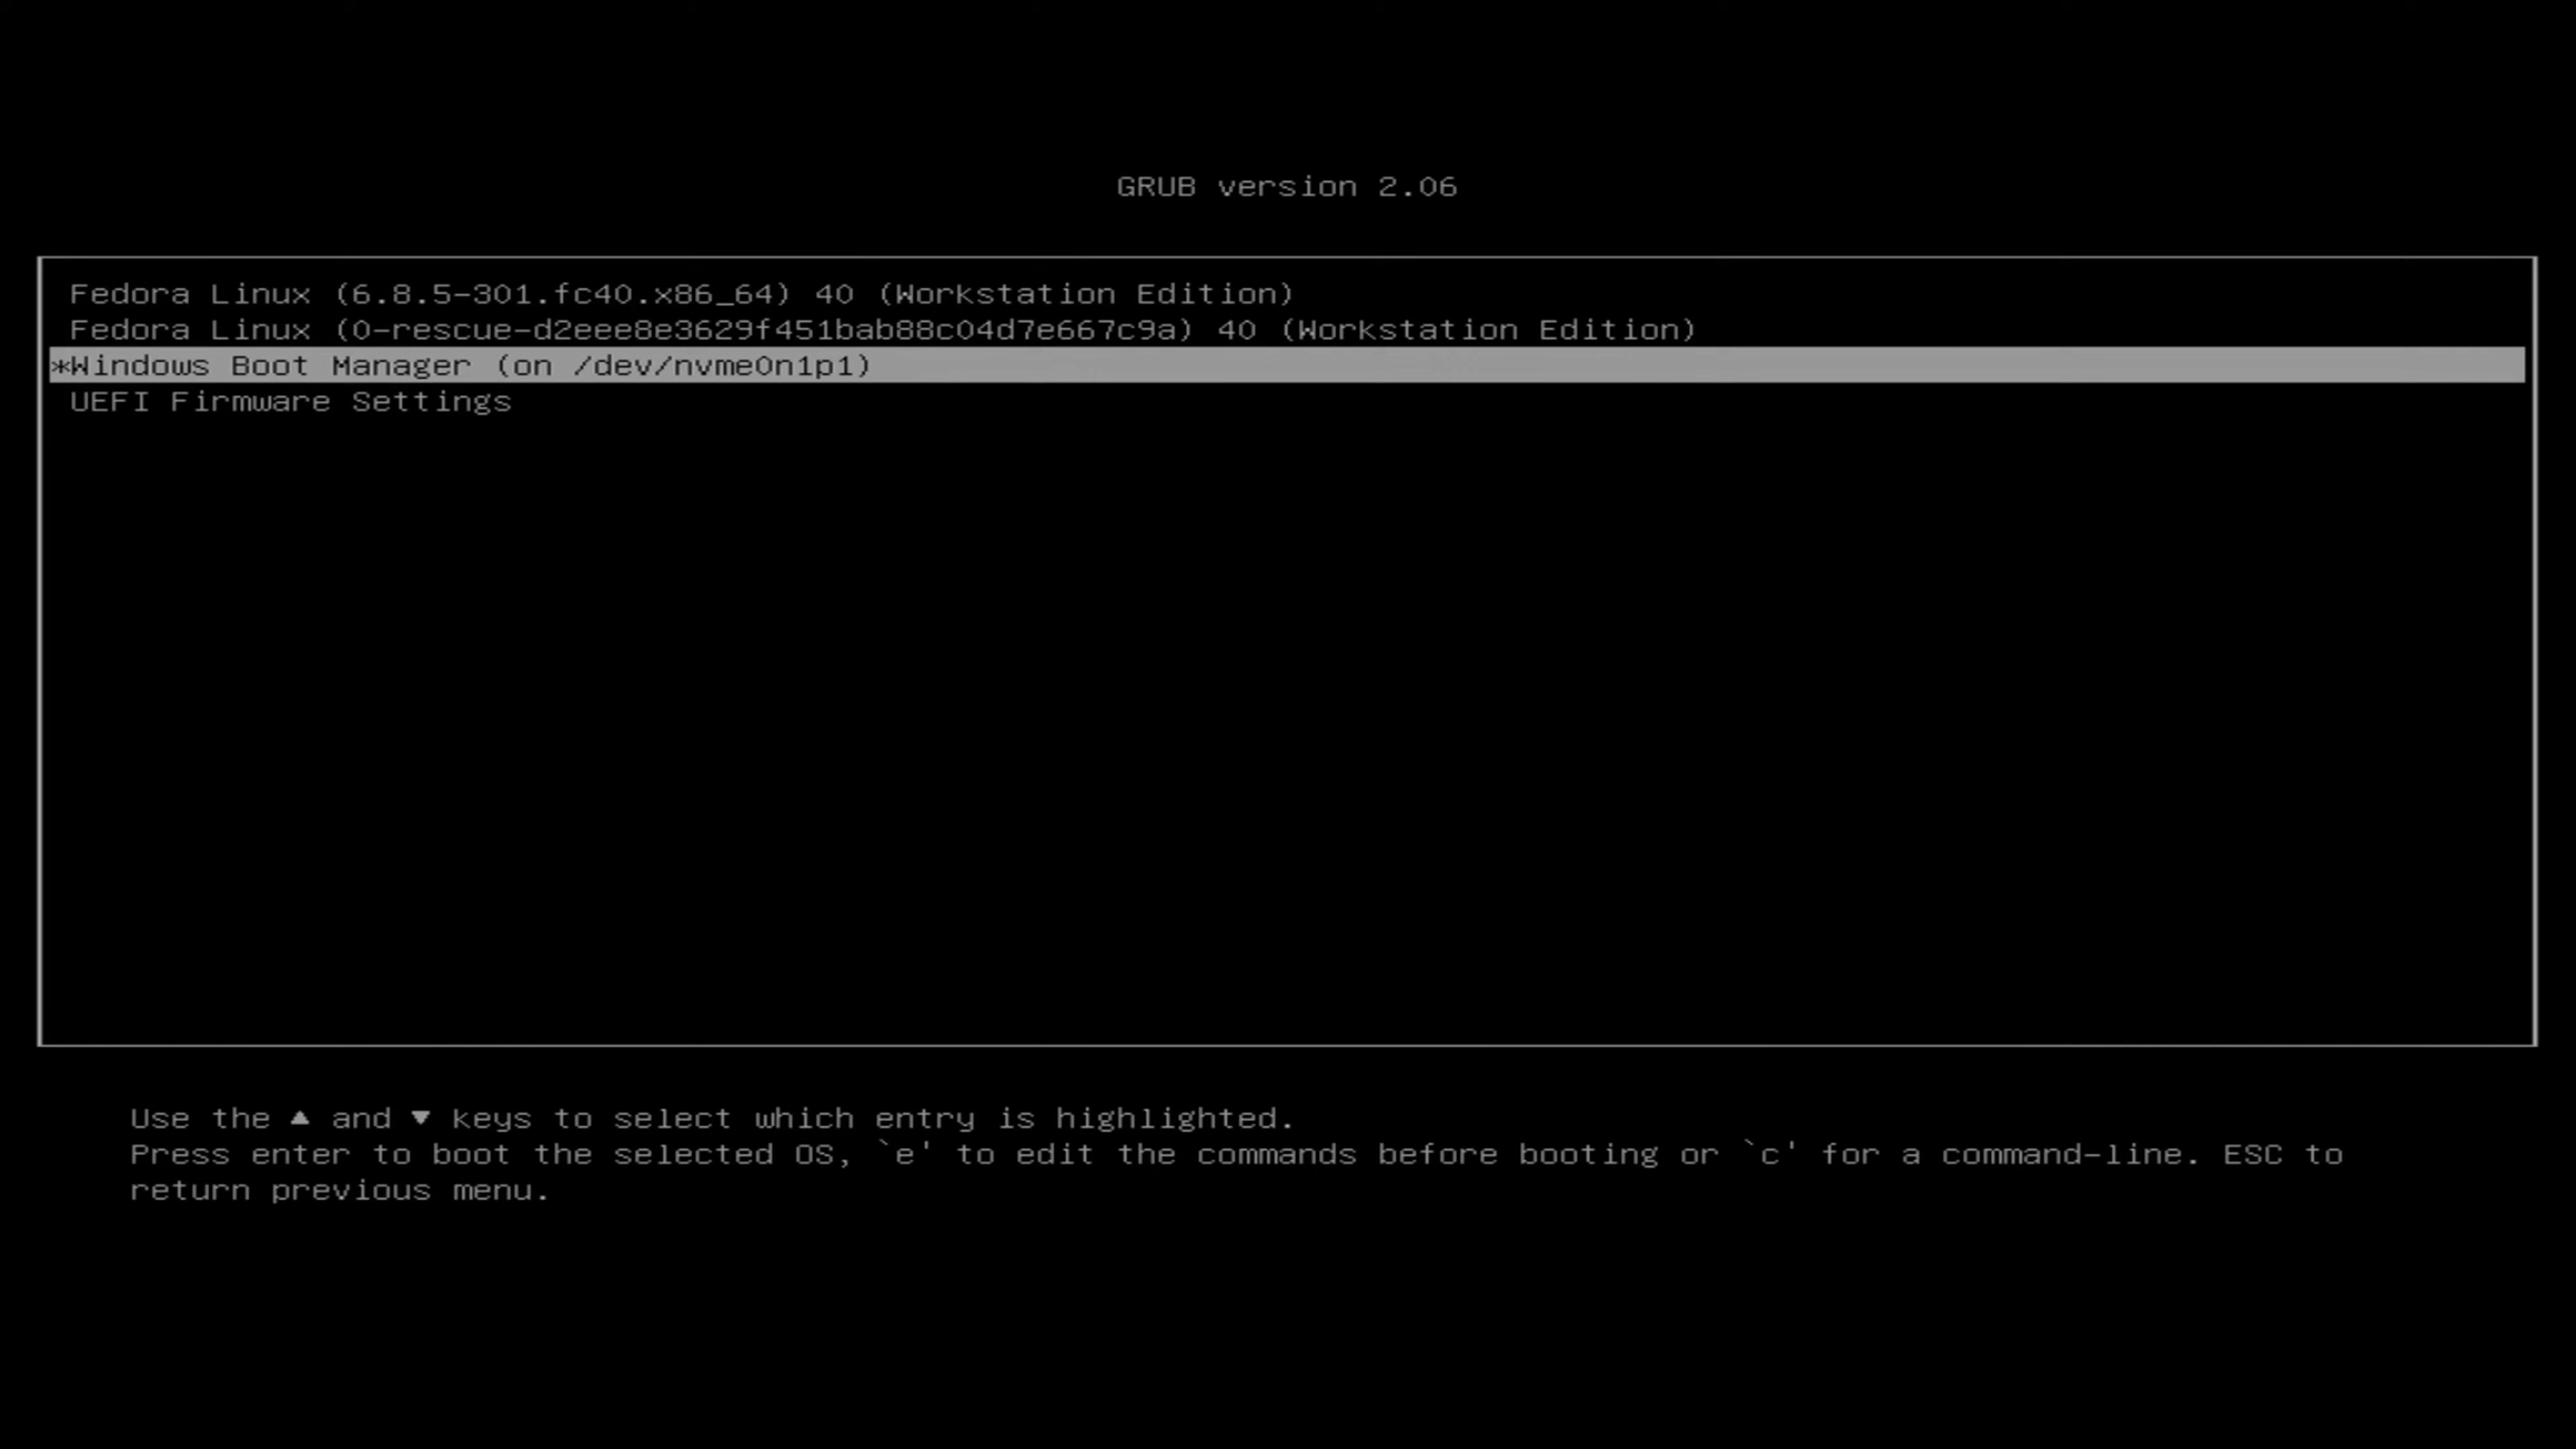 GRUB version 2.06
Fedora Linux (6.8.5-301.fc40.x86_64) 40 (Workstation Edition)
Fedora Linux (0-rescue-d2eee8e3629f451bab88c04d7e667c9a) 40 (Workstation Edition)
*Windows Boot Manager (on /dev/nvme0n1p1)
UEFI Firmware Settings
Use the ▲ and ▼ keys to select which entry is highlighted.
Press enter to boot the selected OS, `e' to edit the commands before booting or `c' for a command-line. ESC to
return previous menu.